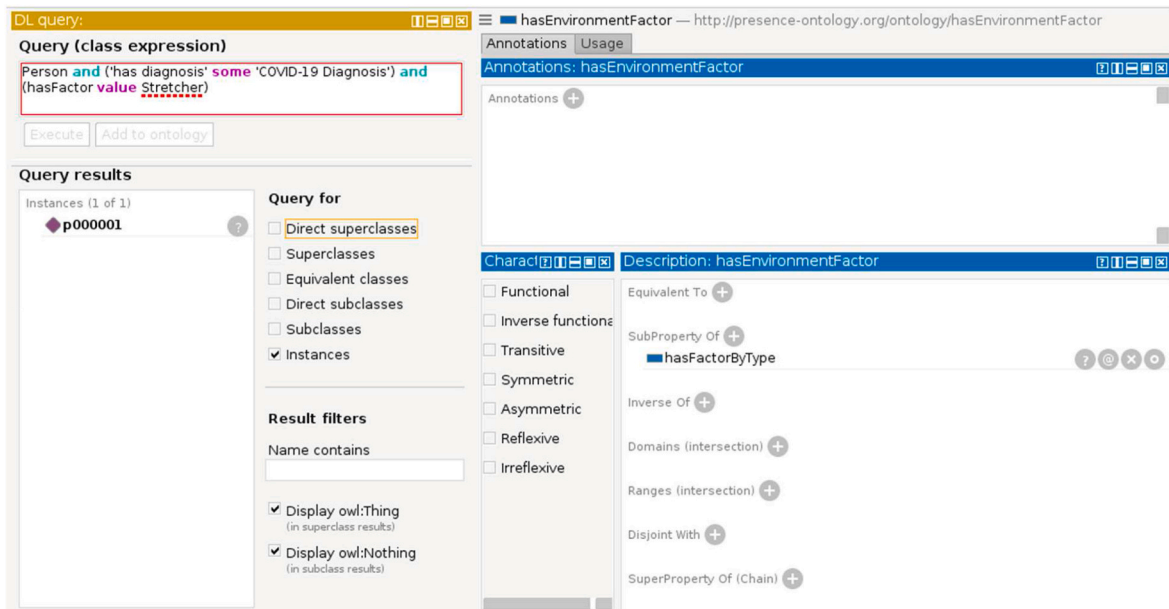 DL query:
Query (class expression)
Person and ('has diagnosis' some 'COVID-19 Diagnosis') and
(hasFactor value Stretcher)
Execute
Add to ontology
Query results
Instances (1 of 1)
p000001
Query for
Direct superclasses
Superclasses
Equivalent classes
Direct subclasses
Subclasses
Instances
Result filters
Name contains
Display owl:Thing
(in superclass results)
Display owl:Nothing
(in subclass results)
hasEnvironmentFactor — http://presence-ontology.org/ontology/hasEnvironmentFactor
Annotations Usage
Annotations: hasEnvironmentFactor
Annotations
Charact
Functional
Inverse functiona
Transitive
Symmetric
Asymmetric
Reflexive
Irreflexive
Description: hasEnvironmentFactor
Equivalent To
SubProperty Of
hasFactorByType
Inverse Of
Domains (intersection)
Ranges (intersection)
Disjoint With
SuperProperty Of (Chain)